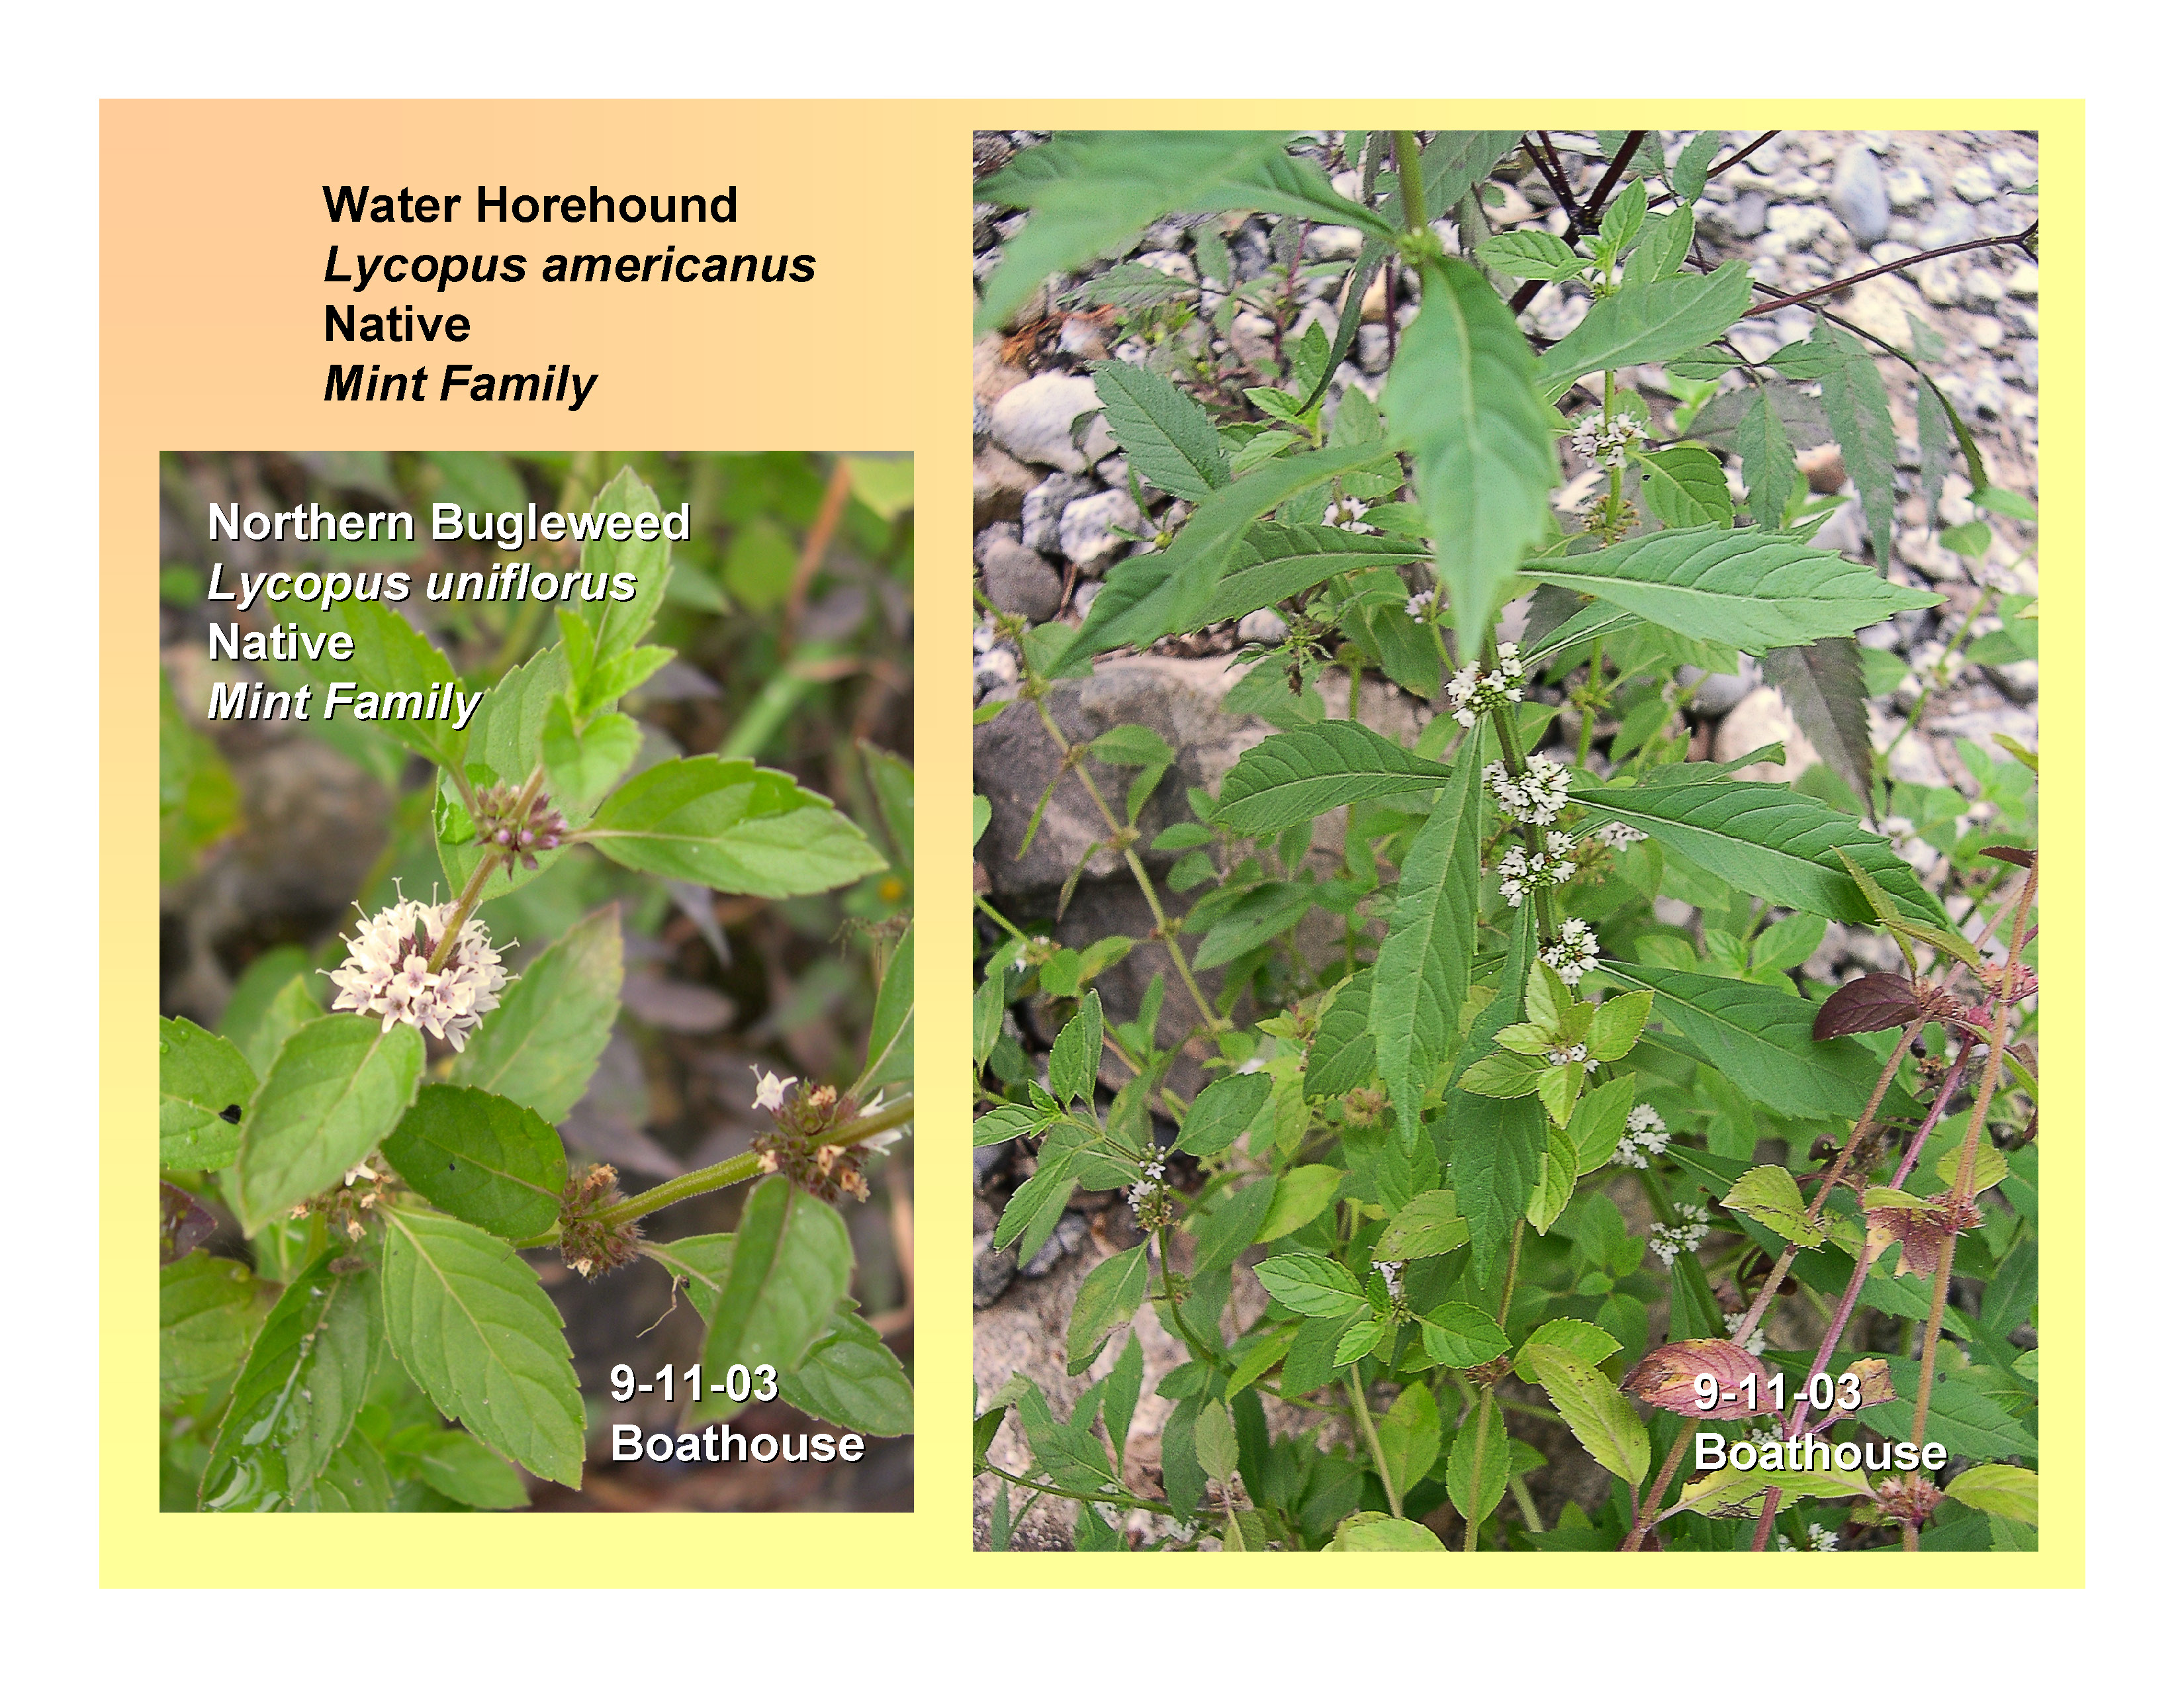 Water Horehound
Lycopus americanus
Native
Mint Family
Northern Bugleweed
Lycopus uniflorus
Native
Mint Family
9-11-03
Boathouse
9-11-03
Boathouse